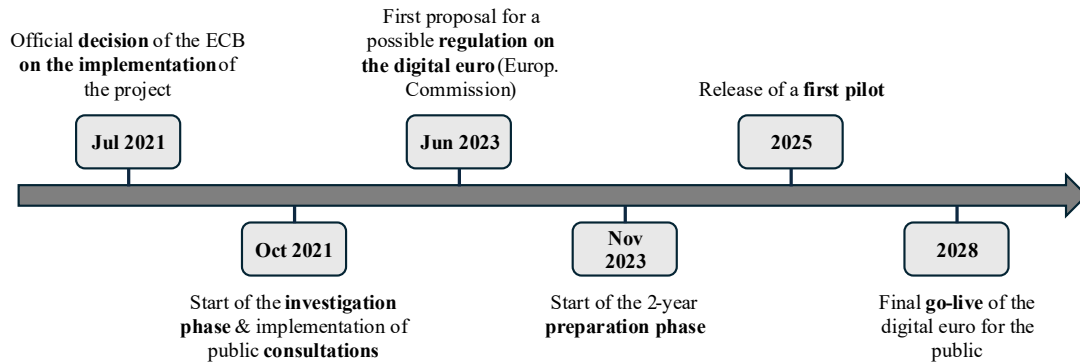 Official decision of the ECB
on the implementation of
the project
Jul 2021
First proposal for a
possible regulation on
the digital euro (Europ.
Commission)
Jun 2023
Release of a first pilot
2025
Oct 2021
Start of the investigation
phase & implementation of
public consultations
Nov
2023
Start of the 2-year
preparation phase
2028
Final go-live of the
digital euro for the
public